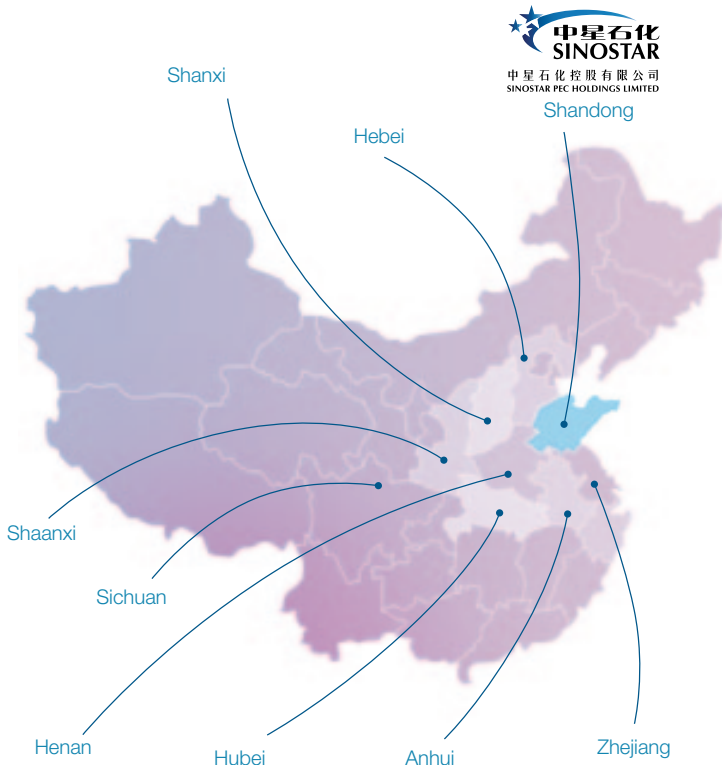 中星石化
SINOSTAR
中星石化控股有限公司
SINOSTAR PEC HOLDINGS LIMITED
Shanxi
Shandong
Hebei
Shaanxi
Sichuan
Henan
Hubei
Anhui
Zhejiang